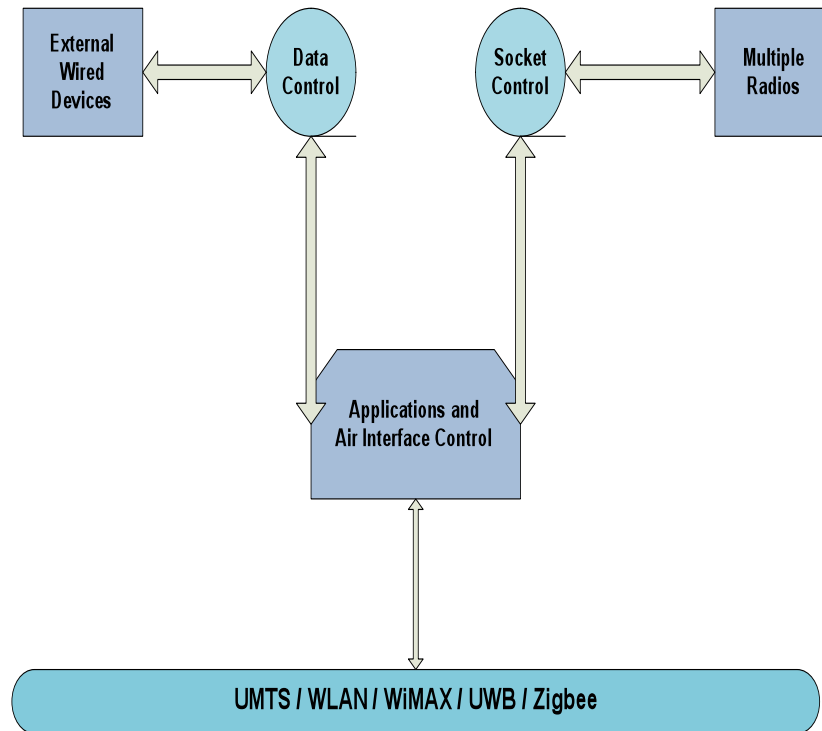 External
Wired
Devices
Data
Control
Socket
Control
Multiple
Radios
Applications and
Air Interface Control
UMTS / WLAN / WiMAX / UWB / Zigbee